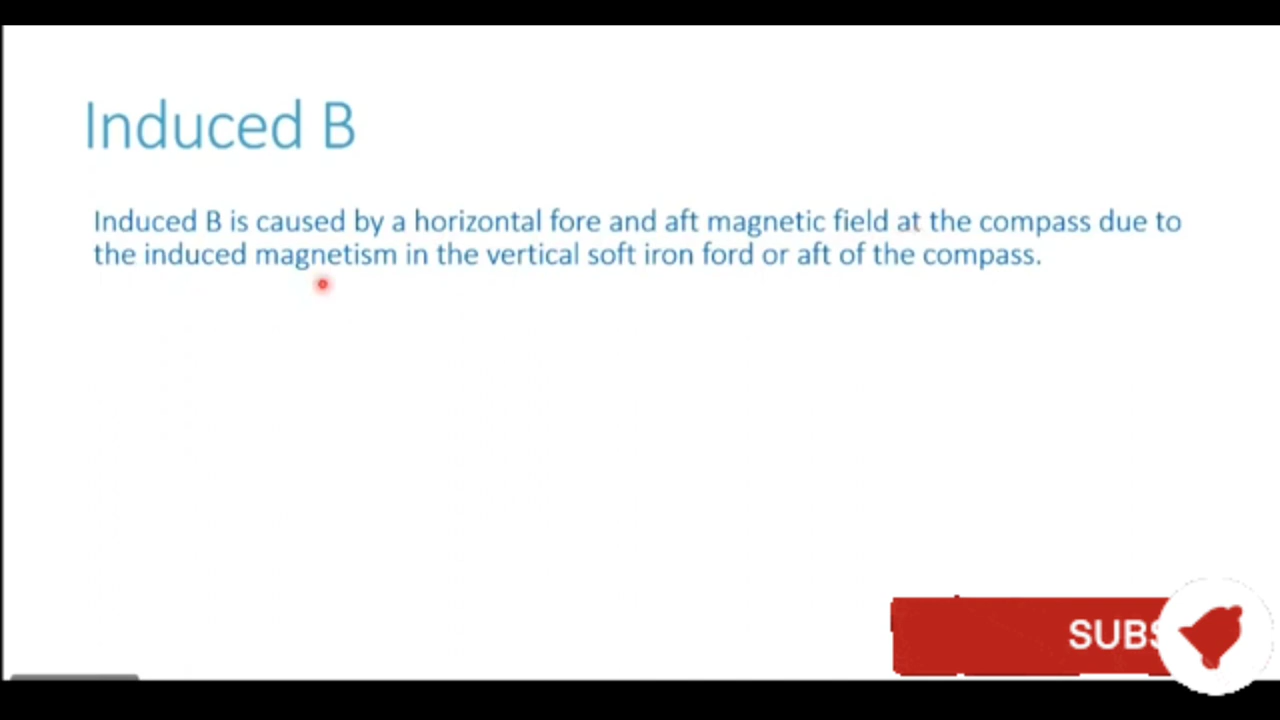 Induced B
Induced B is caused by a horizontal fore and aft magnetic field at the compass due to
the induced magnetism in the vertical soft iron ford or aft of the compass.
SUBS